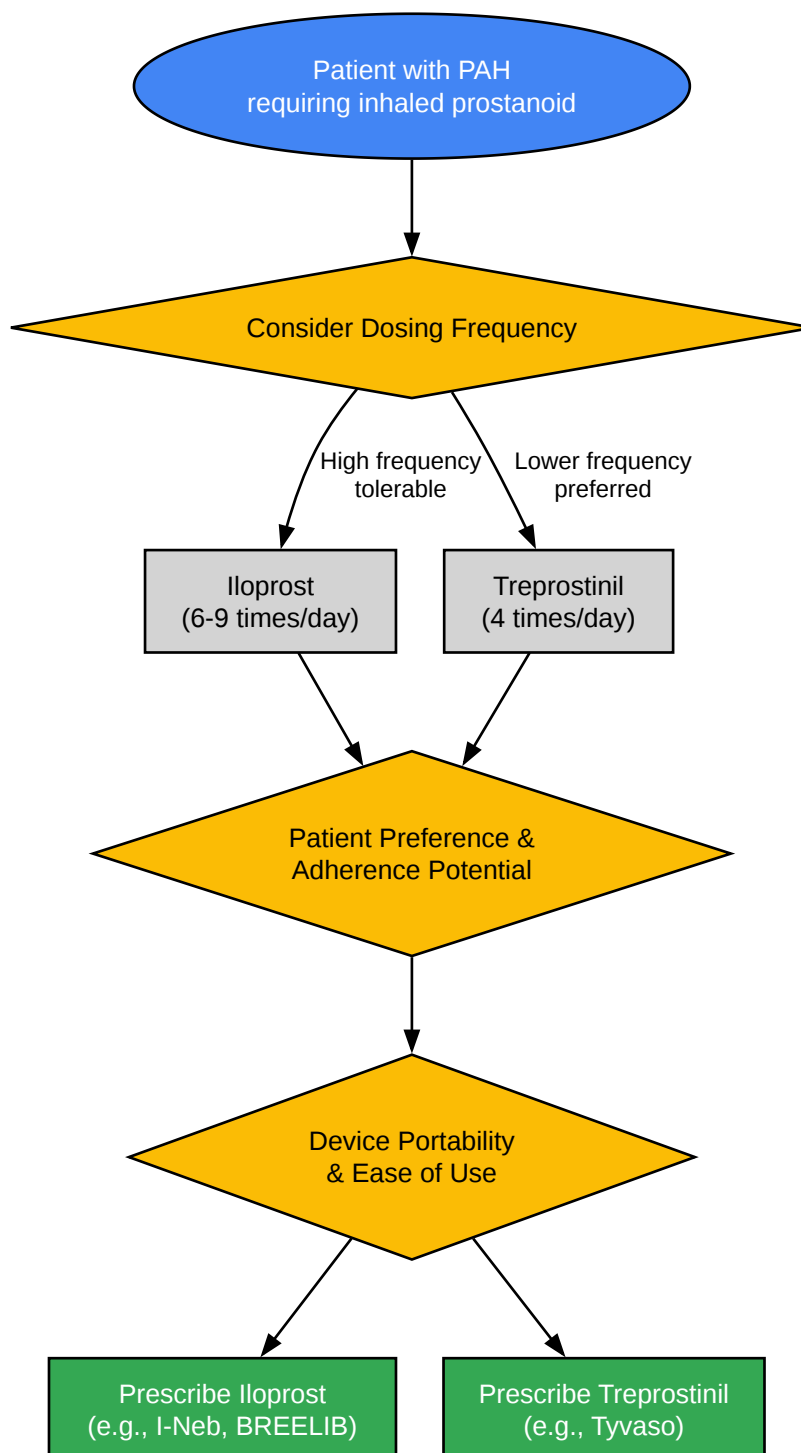 Patient with PAH
requiring inhaled prostanoid
Consider Dosing Frequency
High frequency
tolerable
Lower frequency
preferred
Iloprost
(6-9 times/day)
Treprostinil
(4 times/day)
Patient Preference &
Adherence Potential
Device Portability
& Ease of Use
Prescribe Iloprost
(e.g., I-Neb, BREELIB)
Prescribe Treprostinil
(e.g., Tyvaso)